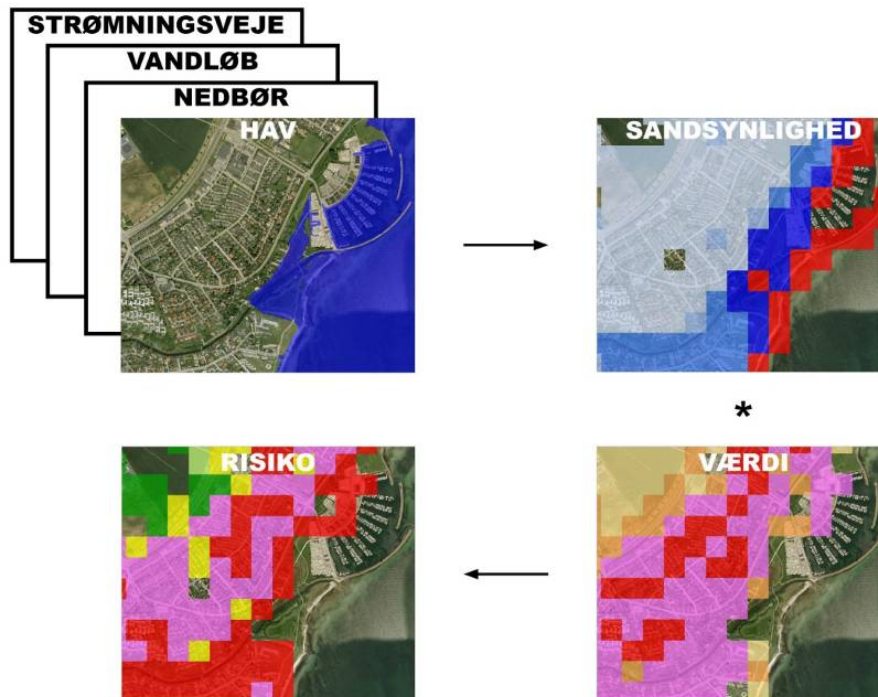 STRØMNINGSVEJE
VANDLØB
NEDBØR
HAV
SANDSYNLIGHED
*
RISIKO
VÆRDI